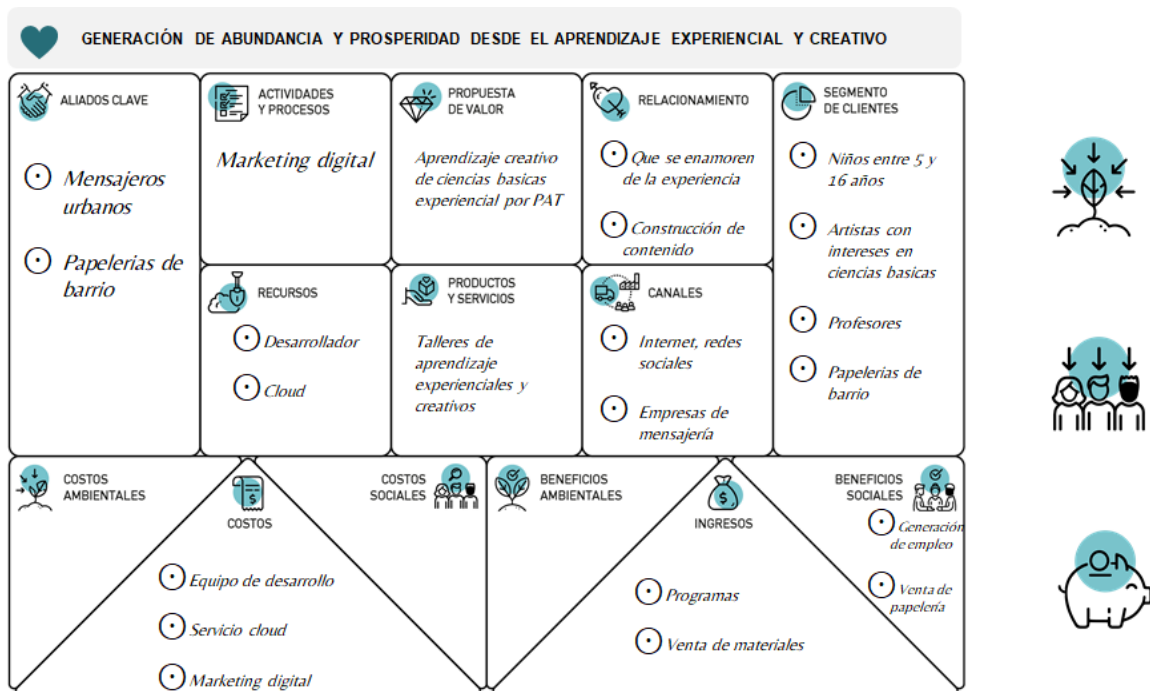 GENERACIÓN DE ABUNDANCIA Y PROSPERIDAD DESDE EL APRENDIZAJE EXPERIENCIAL Y CREATIVO
ALIADOS CLAVE
Mensajeros
urbanos
Papelerias de
barrio
ACTIVIDADES
Y PROCESOS
Marketing digital
RECURSOS
Desarrollador
Cloud
PROPUESTA
DE VALOR
Aprendizaje creativo
de ciencias basicas
experiencial por PAT
PRODUCTOS
Y SERVICIOS
Talleres de
aprendizaje
experienciales y
creativos
RELACIONAMIENTO
Que se enamoren
de la experiencia
Construcción de
contenido
CANALES
Internet, redes
sociales
Empresas de
mensajería
SEGMENTO
DE CLIENTES
Niños entre 5 y
16 años
Artistas con
intereses en
ciencias basicas
Profesores
Papelerias de
barrio
COSTOS
AMBIENTALES
COSTOS
Equipo de desarrollo
Servicio cloud
Marketing digital
COSTOS
SOCIALES
BENEFICIOS
AMBIENTALES
INGRESOS
Programas
Venta de materiales
BENEFICIOS
SOCIALES
Generación
de empleo
Venta de
papelería